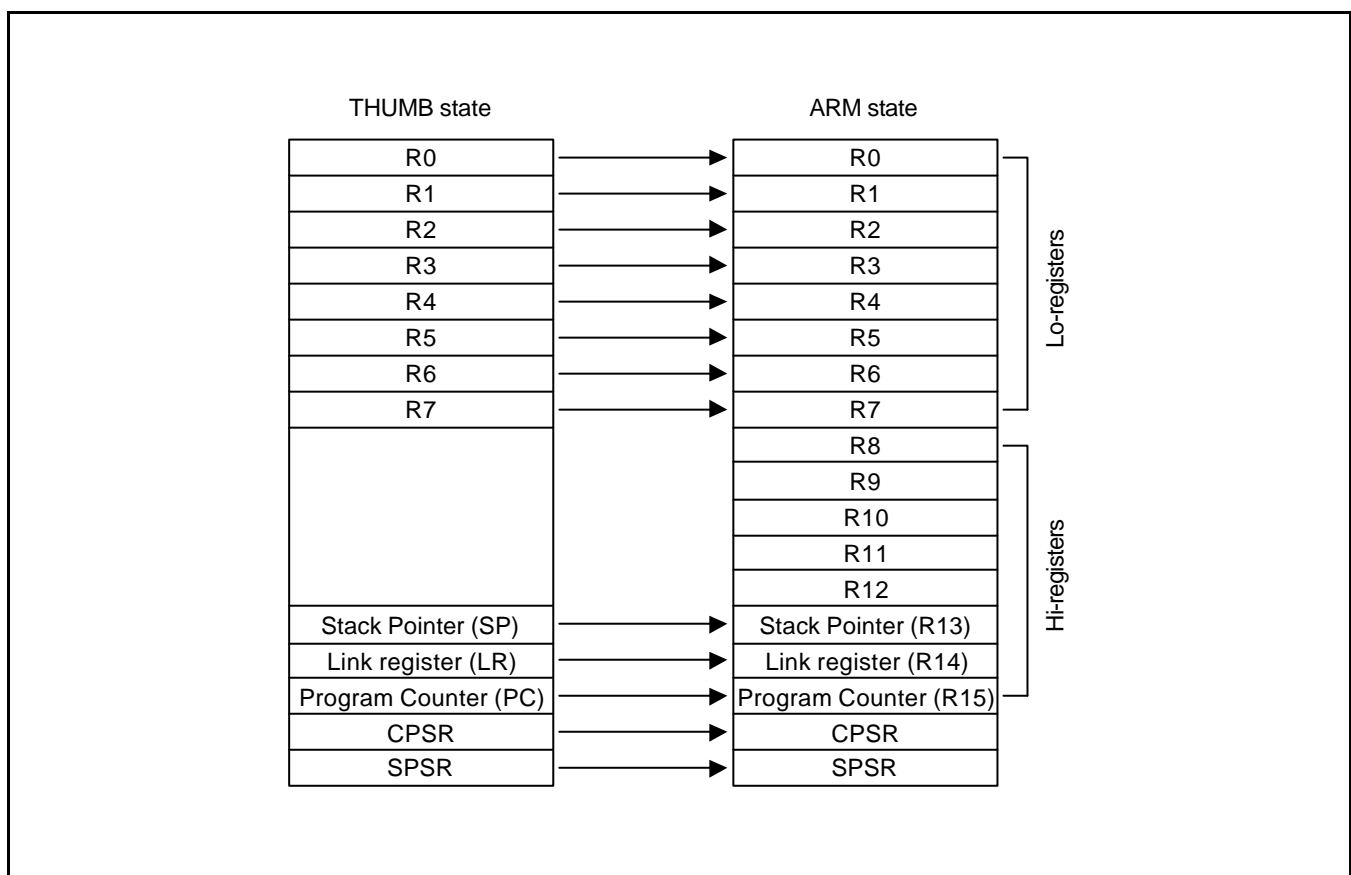 THUMB state
ARM state
R0
R0
R1
R1
R2
R2
R3
R3
R4
R4
R5
R5
R6
R6
R7
R7
R8
R9
R10
R11
R12
Stack Pointer (SP)
Stack Pointer (R13)
Link register (LR)
Link register (R14)
Program Counter (PC)
Program Counter (R15)
CPSR
CPSR
SPSR
SPSR
Lo-registers
Hi-registers